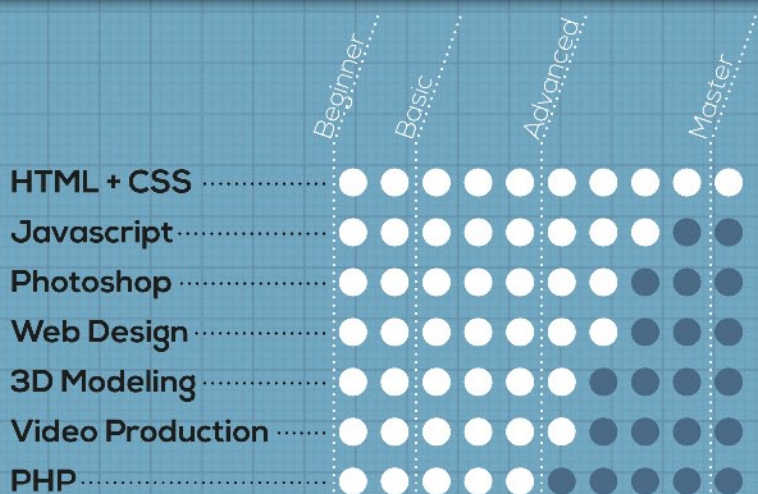 Beginner
Basic
Advanced
Master
HTML + CSS
Javascript
Photoshop
Web Design
3D Modeling
Video Production
PHP